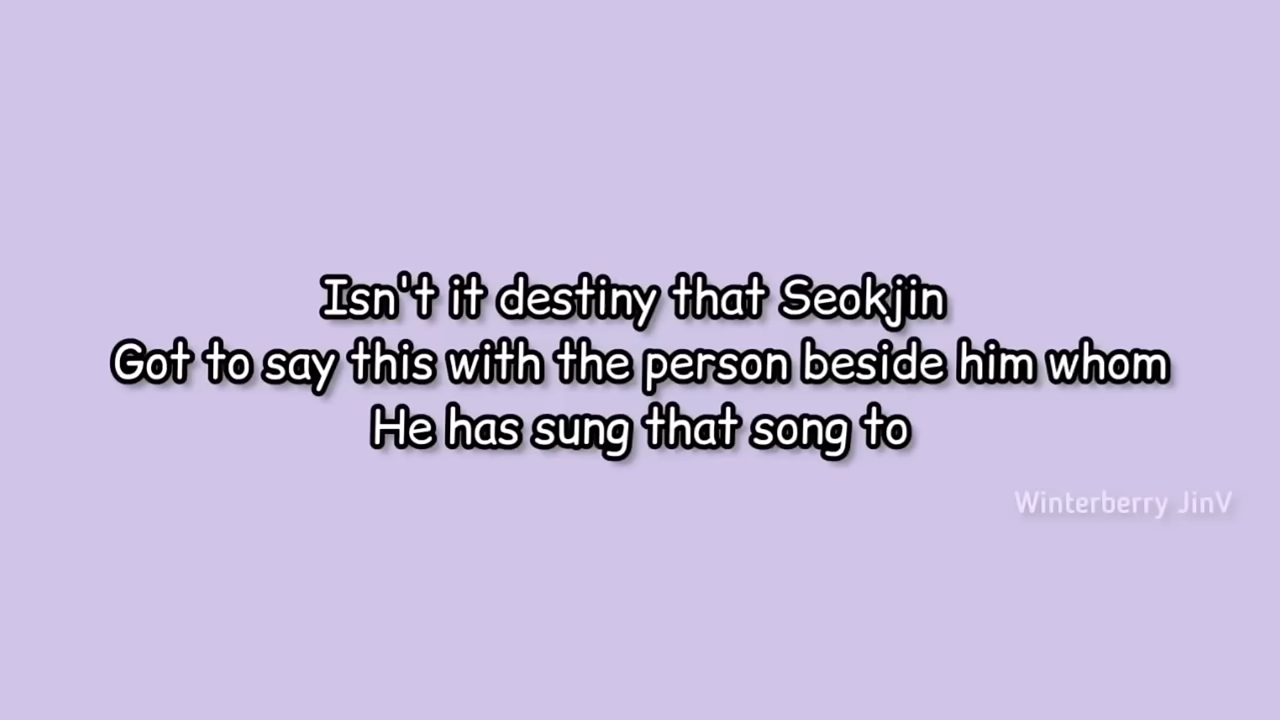 Isn't it destiny that Seokjin
Got to say this with the person beside him whom
He has sung that song to
Winterberry JinV